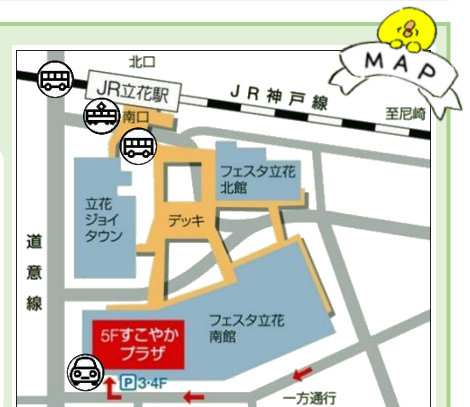 MAP
北口
JR立花駅
JR神戸線
至尼崎
南口
フェスタ立花
北館
立花
ジョイ
タウン
デッキ
道意線
フェスタ立花
南館
5Fすこやか
プラザ
P3・4F
一方通行